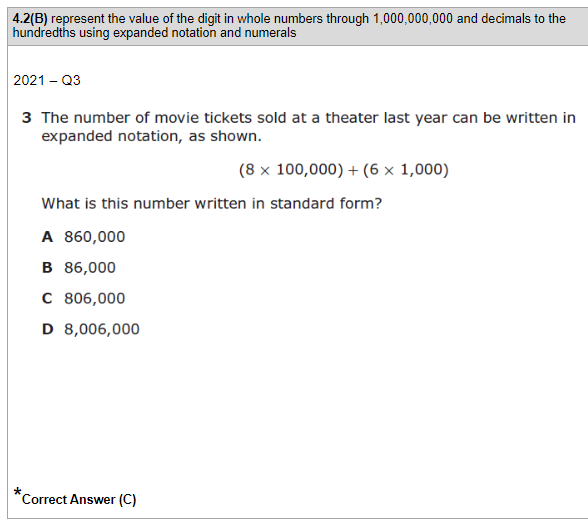 4.2(B) represent the value of the digit in whole numbers through 1,000,000,000 and decimals to the
hundredths using expanded notation and numerals
2021 – Q3
3 The number of movie tickets sold at a theater last year can be written in
expanded notation, as shown.
(8 × 100,000) + (6 × 1,000)
What is this number written in standard form?
A 860,000
B 86,000
C 806,000
D 8,006,000
*Correct Answer (C)